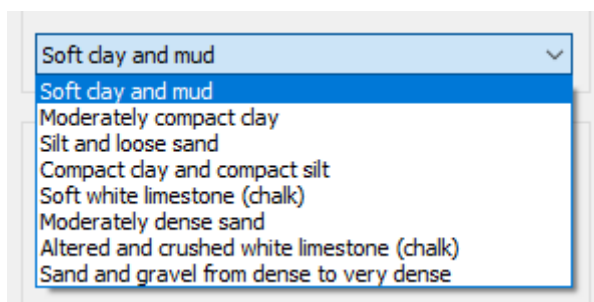 Soft clay and mud
Soft clay and mud
Moderately compact clay
Silt and loose sand
Compact clay and compact silt
Soft white limestone (chalk)
Moderately dense sand
Altered and crushed white limestone (chalk)
Sand and gravel from dense to very dense